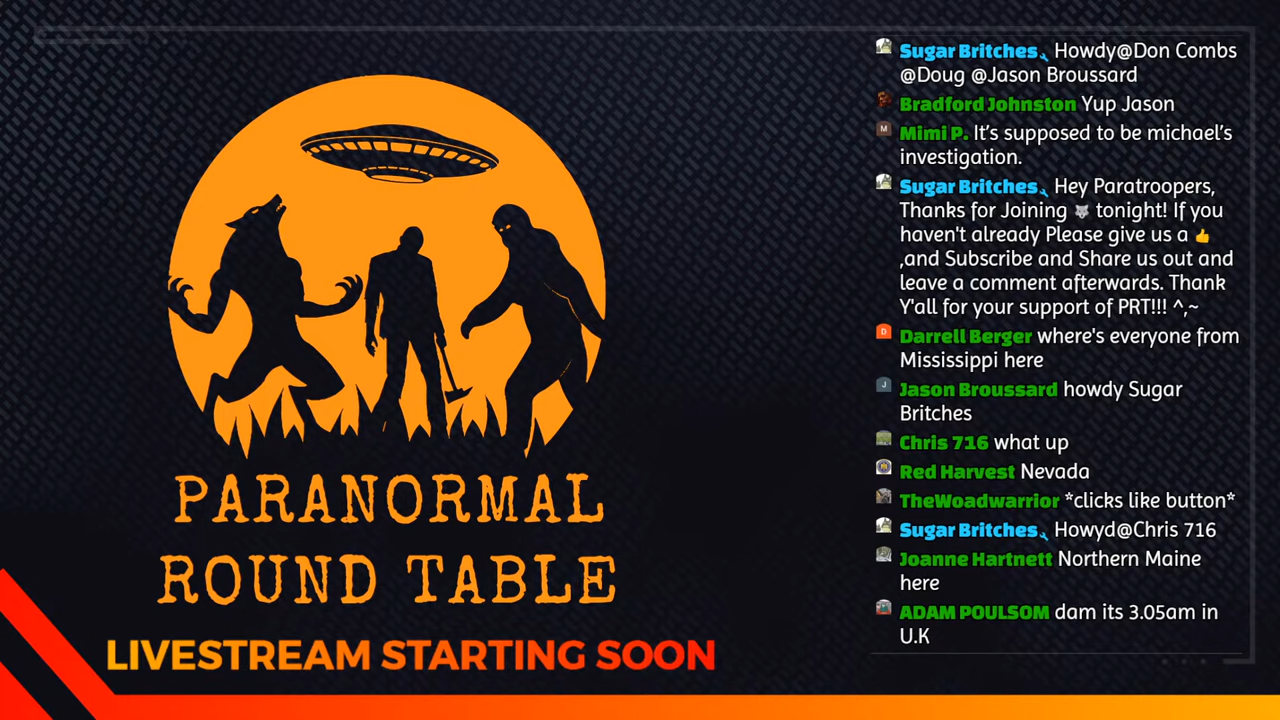 PARANORMAL
ROUND TABLE
LIVESTREAM STARTING SOON
Sugar Britches Howdy@Don Combs
@Doug @Jason Broussard
Bradford Johnston Yup Jason
M
Mimi P. It's supposed to be michael's
investigation.
Sugar Britches Hey Paratroopers,
Thanks for Joining 🐺 tonight! If you
haven't already Please give us a 👍
,and Subscribe and Share us out and
leave a comment afterwards. Thank
Y'all for your support of PRT!!! ^,~
D
Darrell Berger where's everyone from
Mississippi here
J
Jason Broussard howdy Sugar
Britches
Chris 716 what up
Red Harvest Nevada
TheWoadwarrior *clicks like button*
Sugar Britches Howyd@Chris 716
Joanne Hartnett Northern Maine
here
ADAM POULSOM dam its 3.05am in
U.K